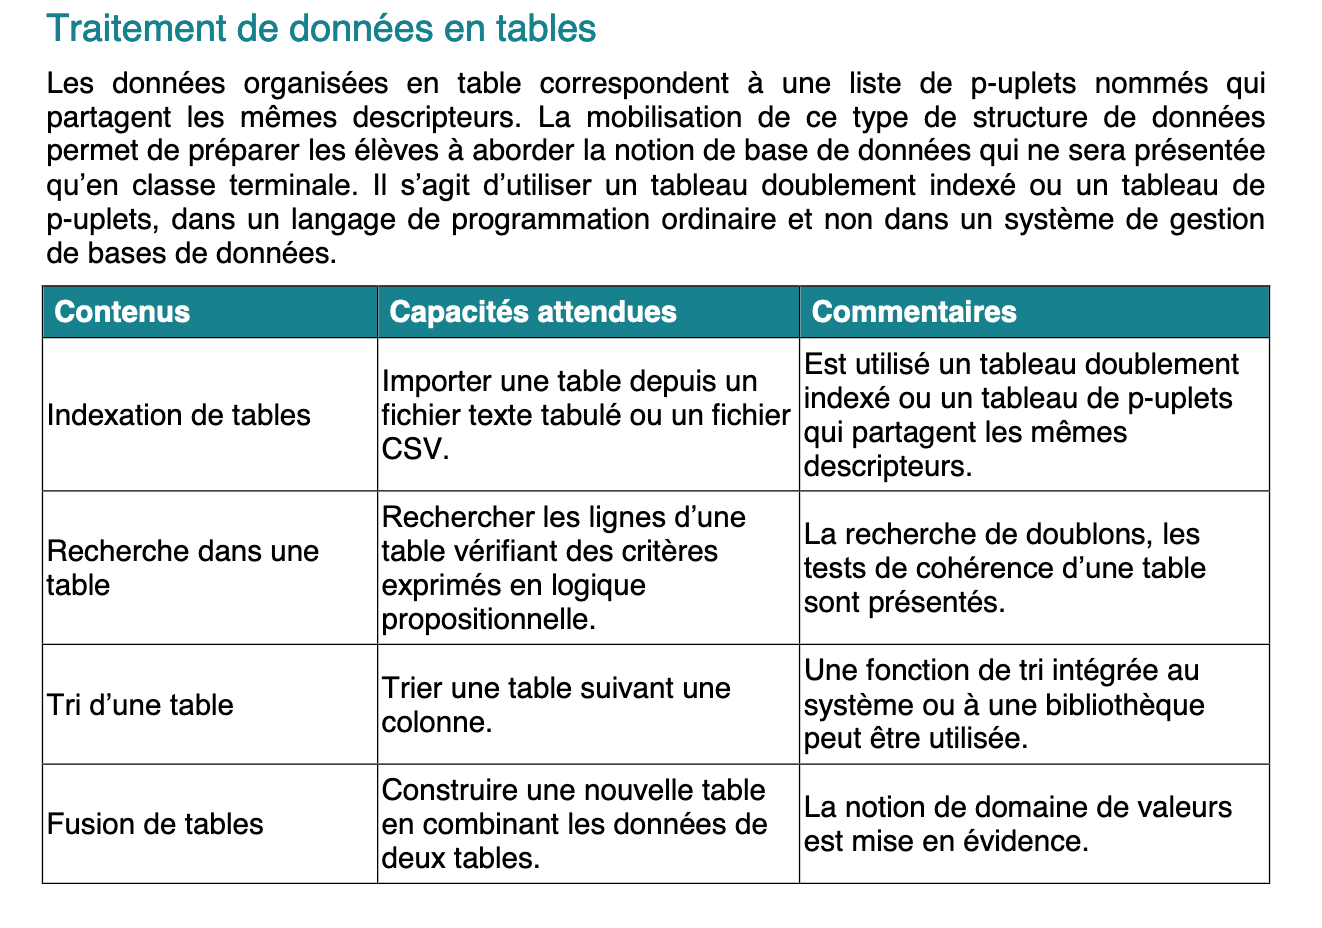 Traitement de données en tables
Les données organisées en table correspondent à une liste de p-uplets nommés qui
partagent les mêmes descripteurs. La mobilisation de ce type de structure de données
permet de préparer les élèves à aborder la notion de base de données qui ne sera présentée
qu’en classe terminale. Il s’agit d’utiliser un tableau doublement indexé ou un tableau de
p-uplets, dans un langage de programmation ordinaire et non dans un système de gestion
de bases de données.
Contenus
Capacités attendues
Commentaires
Indexation de tables
Importer une table depuis un
fichier texte tabulé ou un fichier
CSV.
Est utilisé un tableau doublement
indexé ou un tableau de p-uplets
qui partagent les mêmes
descripteurs.
Recherche dans une
table
Rechercher les lignes d’une
table vérifiant des critères
exprimés en logique
propositionnelle.
La recherche de doublons, les
tests de cohérence d’une table
sont présentés.
Tri d’une table
Trier une table suivant une
colonne.
Une fonction de tri intégrée au
système ou à une bibliothèque
peut être utilisée.
Fusion de tables
Construire une nouvelle table
en combinant les données de
deux tables.
La notion de domaine de valeurs
est mise en évidence.